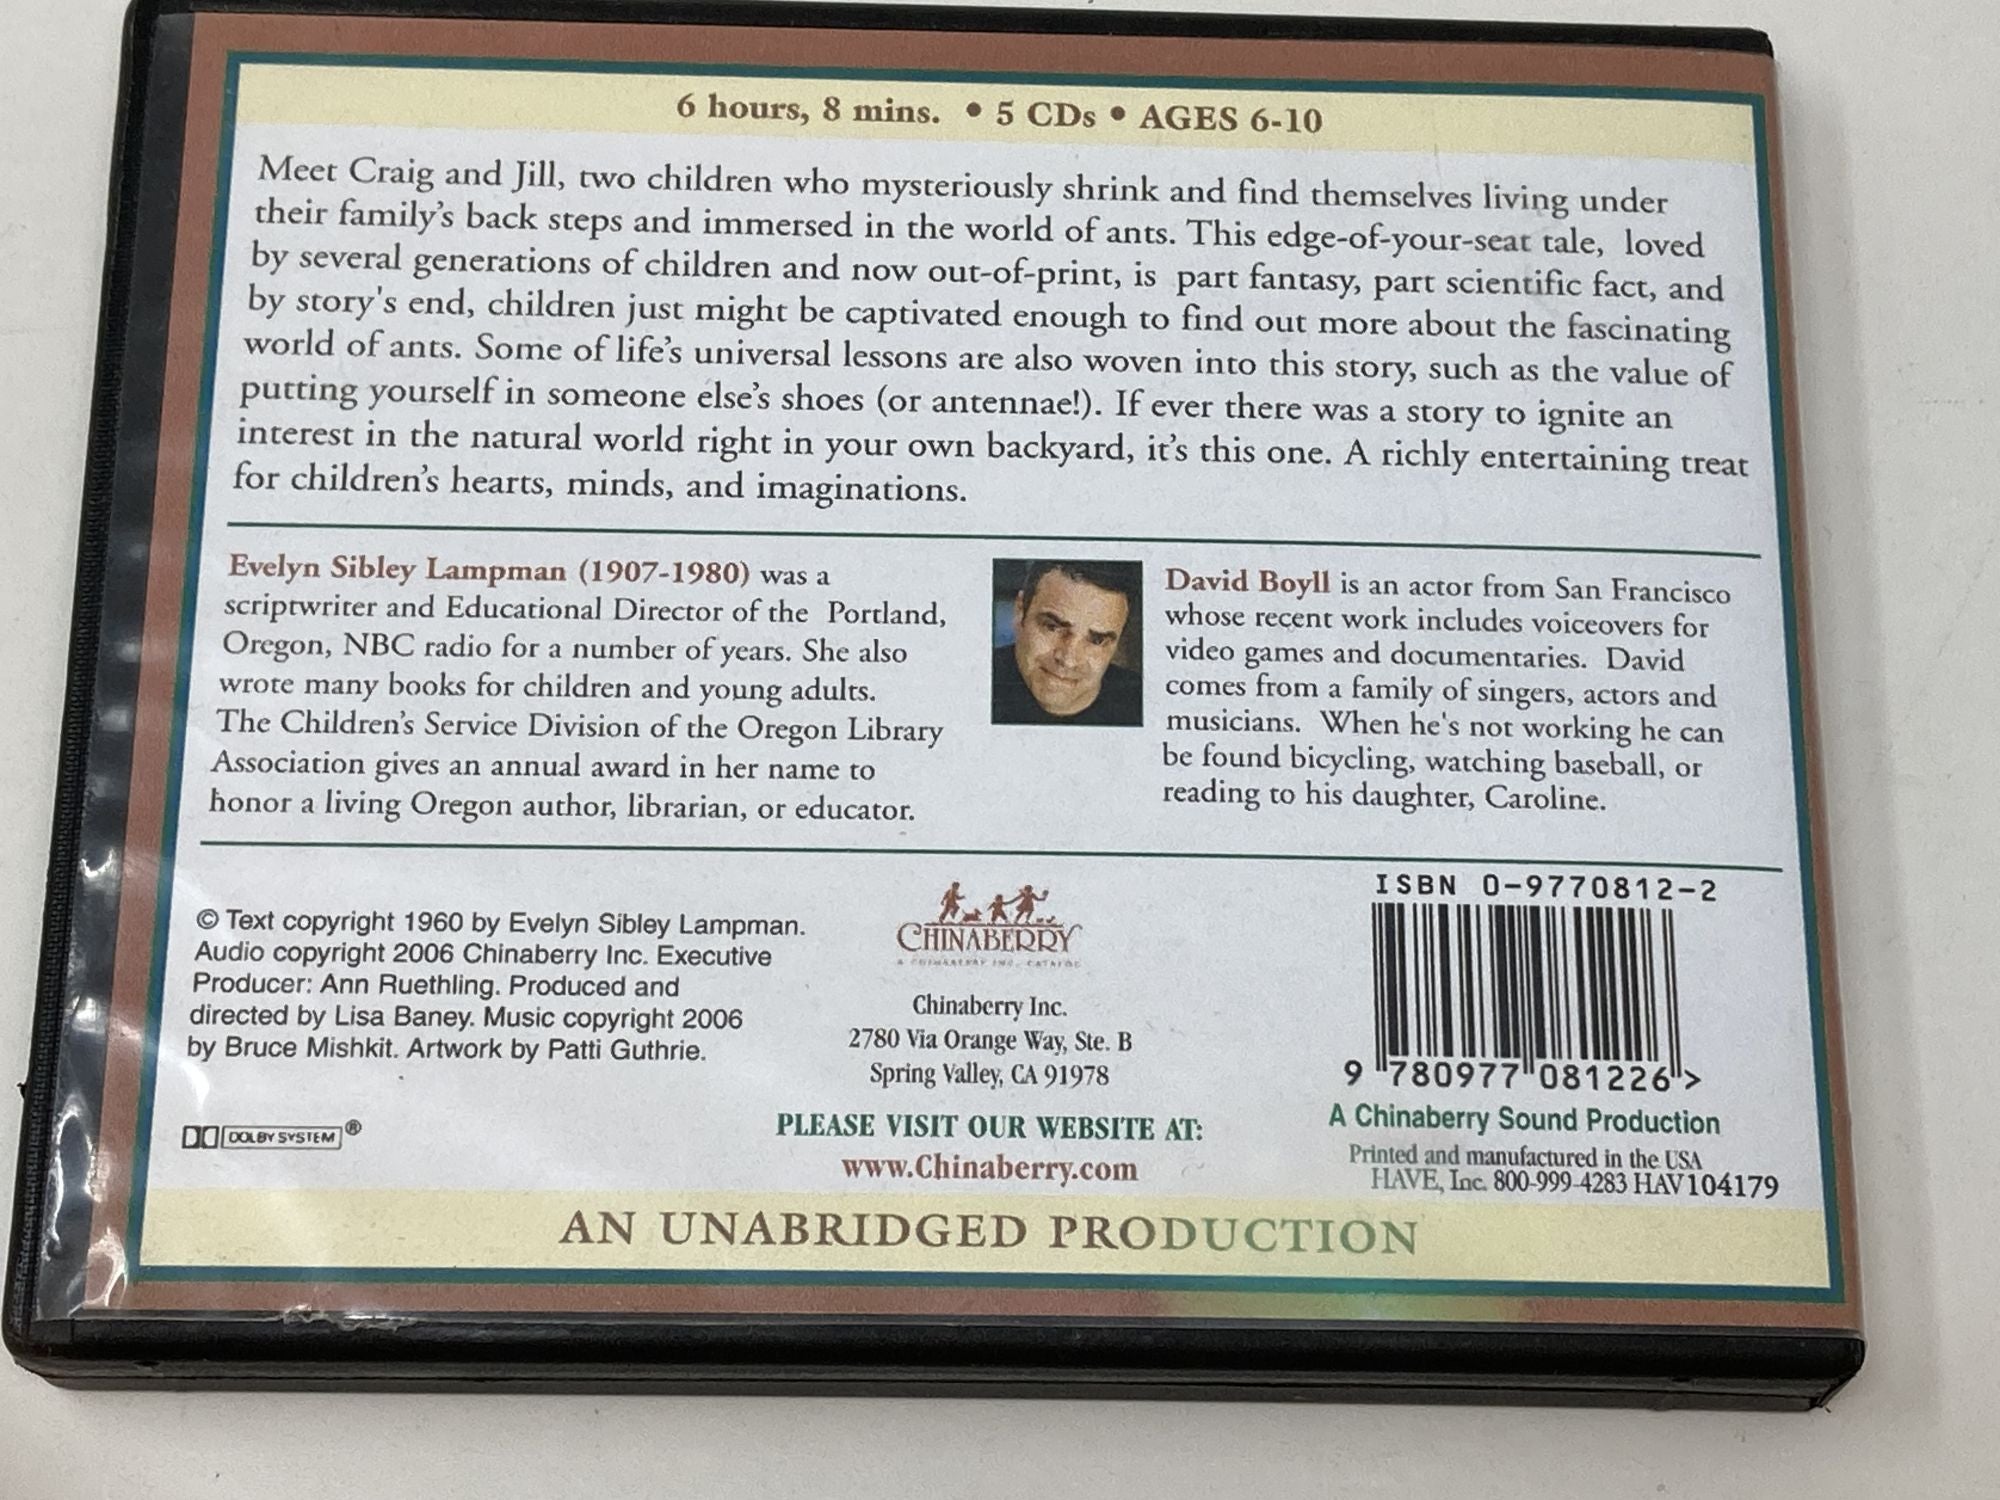 6 hours, 8 mins. • 5 CDs • AGES 6-10
Meet Craig and Jill, two children who mysteriously shrink and find themselves living under
their family's back steps and immersed in the world of ants. This edge-of-your-seat tale, loved
by several generations of children and now out-of-print, is part fantasy, part scientific fact, and
by story's end, children just might be captivated enough to find out more about the fascinating
world of ants. Some of life's universal lessons are also woven into this story, such as the value of
putting yourself in someone else's shoes (or antennae!). If ever there was a story to ignite an
interest in the natural world right in your own backyard, it's this one. A richly entertaining treat
for children's hearts, minds, and imaginations.
Evelyn Sibley Lampman (1907-1980) was a
scriptwriter and Educational Director of the Portland,
Oregon, NBC radio for a number of years. She also
wrote many books for children and young adults.
The Children's Service Division of the Oregon Library
Association gives an annual award in her name to
honor a living Oregon author, librarian, or educator.
David Boyll is an actor from San Francisco
whose recent work includes voiceovers for
video games and documentaries. David
comes from a family of singers, actors and
musicians. When he's not working he can
be found bicycling, watching baseball, or
reading to his daughter, Caroline.
© Text copyright 1960 by Evelyn Sibley Lampman.
Audio copyright 2006 Chinaberry Inc. Executive
Producer: Ann Ruethling. Produced and
directed by Lisa Baney. Music copyright 2006
by Bruce Mishkit. Artwork by Patti Guthrie.
DOLBY SYSTEM ®
CHINABERRY
A CHINABERRY INC. CATALOG
Chinaberry Inc.
2780 Via Orange Way, Ste. B
Spring Valley, CA 91978
PLEASE VISIT OUR WEBSITE AT:
www.Chinaberry.com
ISBN 0-9770812-2
9 780977 081226 >
A Chinaberry Sound Production
Printed and manufactured in the USA
HAVE, Inc. 800-999-4283 HAV104179
AN UNABRIDGED PRODUCTION